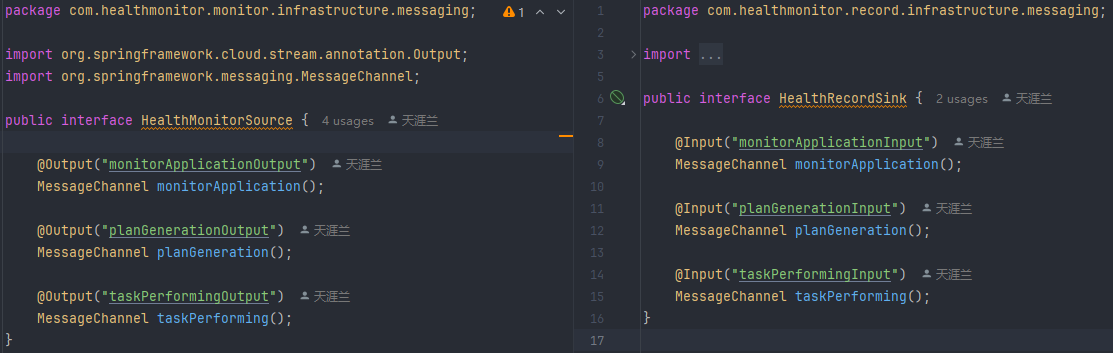 package com.healthmonitor.monitor.infrastructure.messaging;
1
import org.springframework.cloud.stream.annotation.Output;
import org.springframework.messaging.MessageChannel;
public interface HealthMonitorSource { 4 usages 天涯兰
@Output("monitorApplicationOutput") 天涯兰
MessageChannel monitorApplication();
@Output("planGenerationOutput") 天涯兰
MessageChannel planGeneration();
@Output("taskPerformingOutput") 天涯兰
MessageChannel taskPerforming();
}
1 package com.healthmonitor.record.infrastructure.messaging;
2
3 import ...
5
6 public interface HealthRecordSink { 2 usages 天涯兰
7
8 @Input("monitorApplicationInput") 天涯兰
9 MessageChannel monitorApplication();
10
11 @Input("planGenerationInput") 天涯兰
12 MessageChannel planGeneration();
13
14 @Input("taskPerformingInput") 天涯兰
15 MessageChannel taskPerforming();
16 }
17